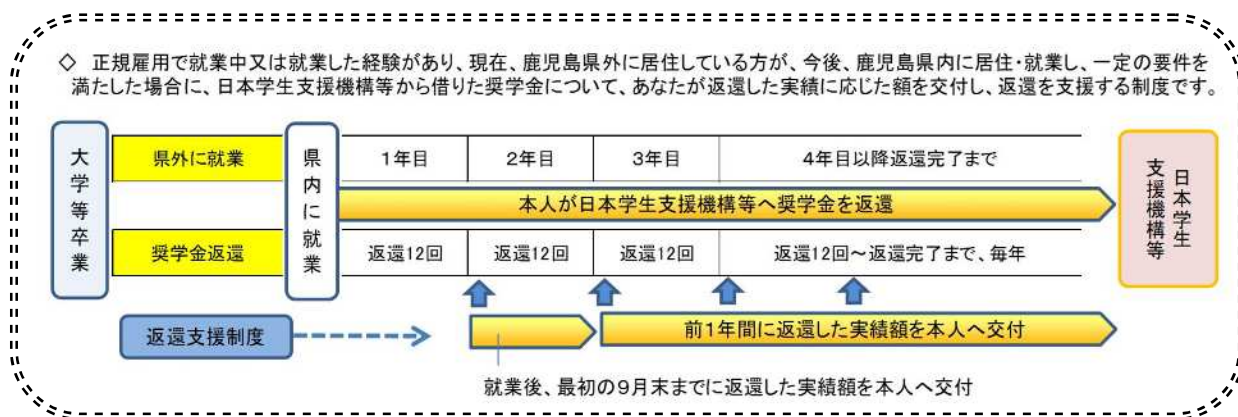 ◇ 正規雇用で就業中又は就業した経験があり、現在、鹿児島県外に居住している方が、今後、鹿児島県内に居住・就業し、一定の要件を
満たした場合に、日本学生支援機構等から借りた奨学金について、あなたが返還した実績に応じた額を交付し、返還を支援する制度です。
大学等卒業
県外に就業
県内に就業
1年目
2年目
3年目
4年目以降返還完了まで
日本学生
支援機構等
本人が日本学生支援機構等へ奨学金を返還
奨学金返還
返還12回
返還12回
返還12回
返還12回～返還完了まで、毎年
返還支援制度
前1年間に返還した実績額を本人へ交付
就業後、最初の9月末までに返還した実績額を本人へ交付